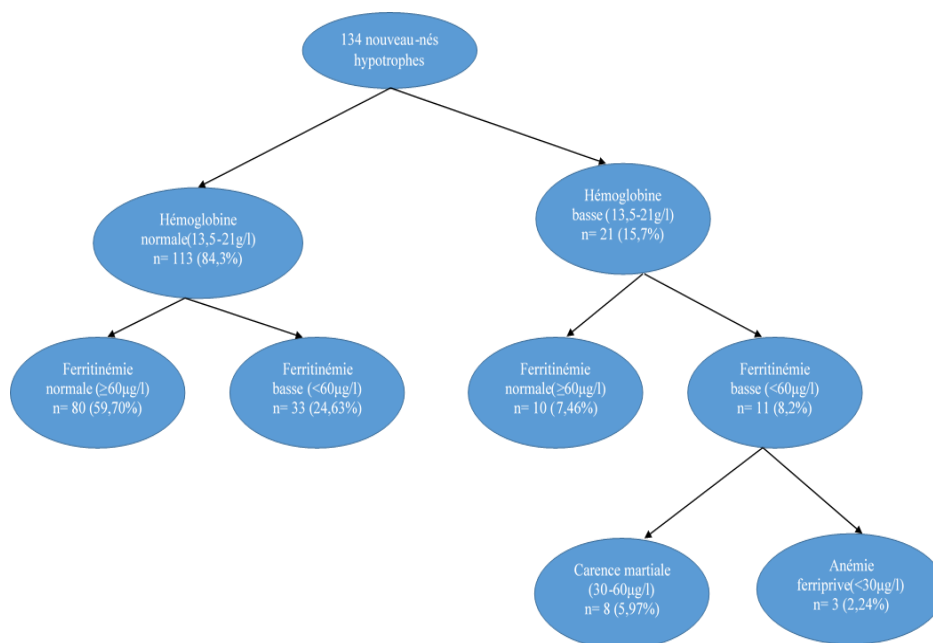 134 nouveau-nés
hypotrophes
Hémoglobine
normale(13,5-21g/l)
n= 113 (84,3%)
Hémoglobine
basse (13,5-21g/l)
n= 21 (15,7%)
Ferritinémie
normale (≥60µg/l)
n= 80 (59,70%)
Ferritinémie
basse (<60µg/l)
n= 33 (24,63%)
Ferritinémie
normale(≥60µg/l)
n= 10 (7,46%)
Ferritinémie
basse (<60µg/l)
n= 11 (8,2%)
Carence martiale
(30-60µg/l)
n= 8 (5,97%)
Anémie
ferriprive(<30µg/l)
n= 3 (2,24%)